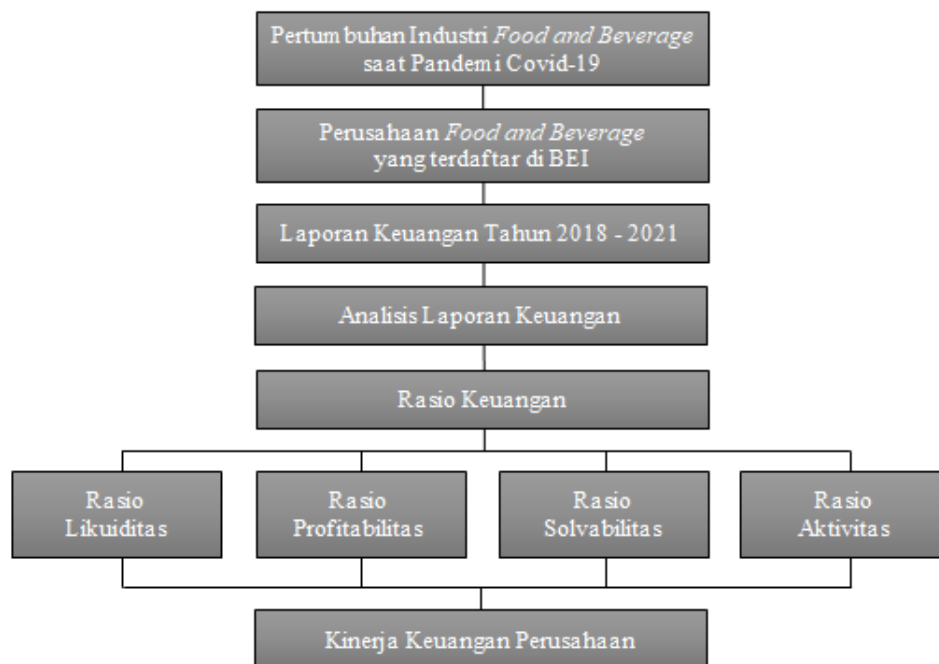 Pertumbuhan Industri Food and Beverage
saat Pandemi Covid-19
Perusahaan Food and Beverage
yang terdaftar di BEI
Laporan Keuangan Tahun 2018 - 2021
Analisis Laporan Keuangan
Rasio Keuangan
Rasio
Likuiditas
Rasio
Profitabilitas
Rasio
Solvabilitas
Rasio
Aktivitas
Kinerja Keuangan Perusahaan